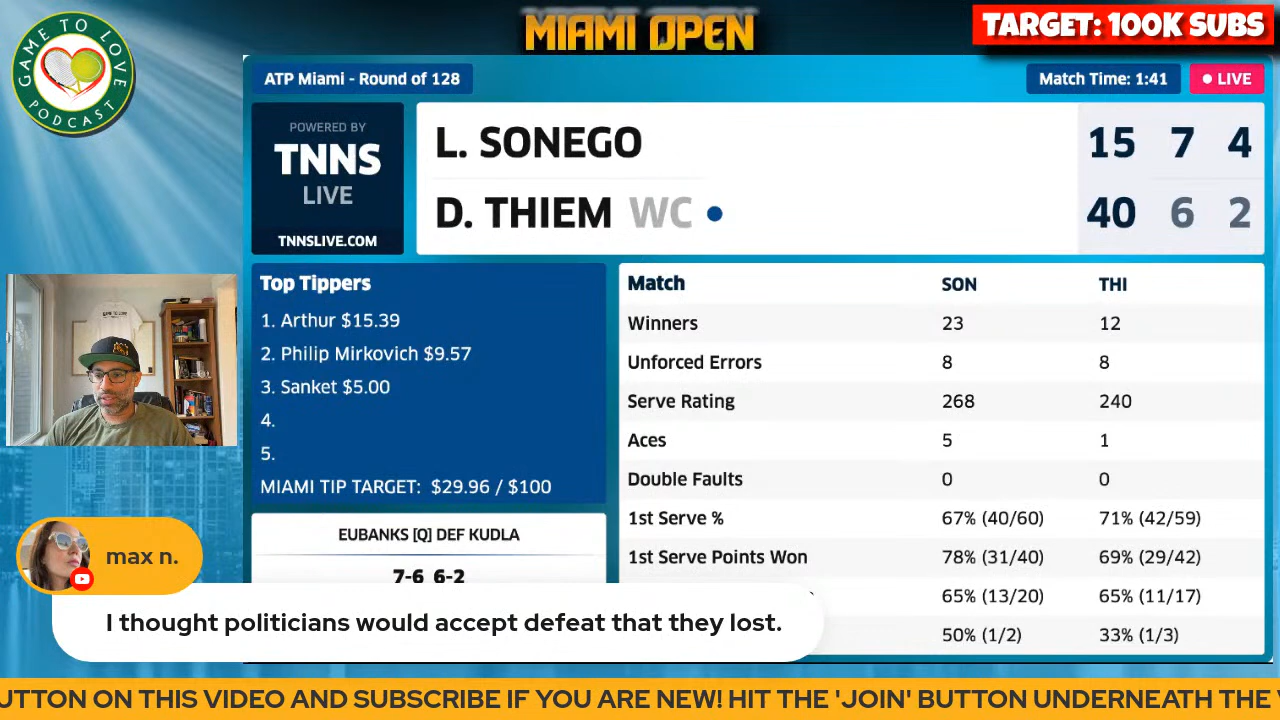 GAME TO LOVE
PODCAST
MIAMI OPEN
TARGET: 100K SUBS
ATP Miami - Round of 128
Match Time: 1:41
LIVE
POWERED BY
TNNS
LIVE
TNNSLIVE.COM
L. SONEGO 15 7 4
D. THIEM WC 40 6 2
Top Tippers
1. Arthur $15.39
2. Philip Mirkovich $9.57
3. Sanket $5.00
4.
5.
MIAMI TIP TARGET: $29.96 / $100
EUBANKS [Q] DEF KUDLA
7-6 6-2
Match SON THI
Winners 23 12
Unforced Errors 8 8
Serve Rating 268 240
Aces 5 1
Double Faults 0 0
1st Serve % 67% (40/60) 71% (42/59)
1st Serve Points Won 78% (31/40) 69% (29/42)
65% (13/20) 65% (11/17)
50% (1/2) 33% (1/3)
max n.
I thought politicians would accept defeat that they lost.
UTTON ON THIS VIDEO AND SUBSCRIBE IF YOU ARE NEW! HIT THE 'JOIN' BUTTON UNDERNEATH THE